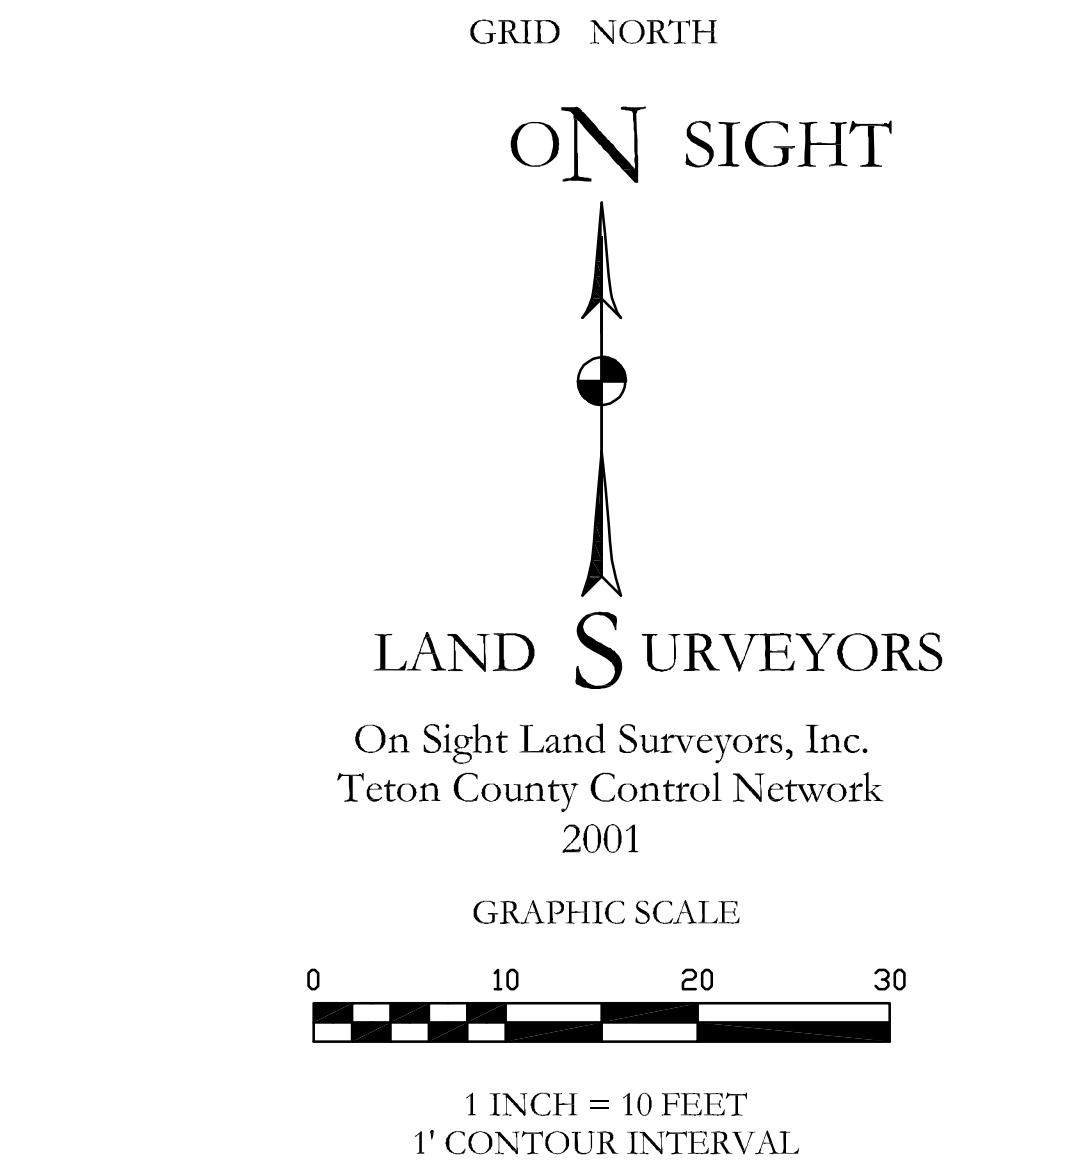 GRID NORTH
ON SIGHT
LAND SURVEYORS
On Sight Land Surveyors, Inc.
Teton County Control Network
2001
GRAPHIC SCALE
0 10 20 30
1 INCH = 10 FEET
1' CONTOUR INTERVAL